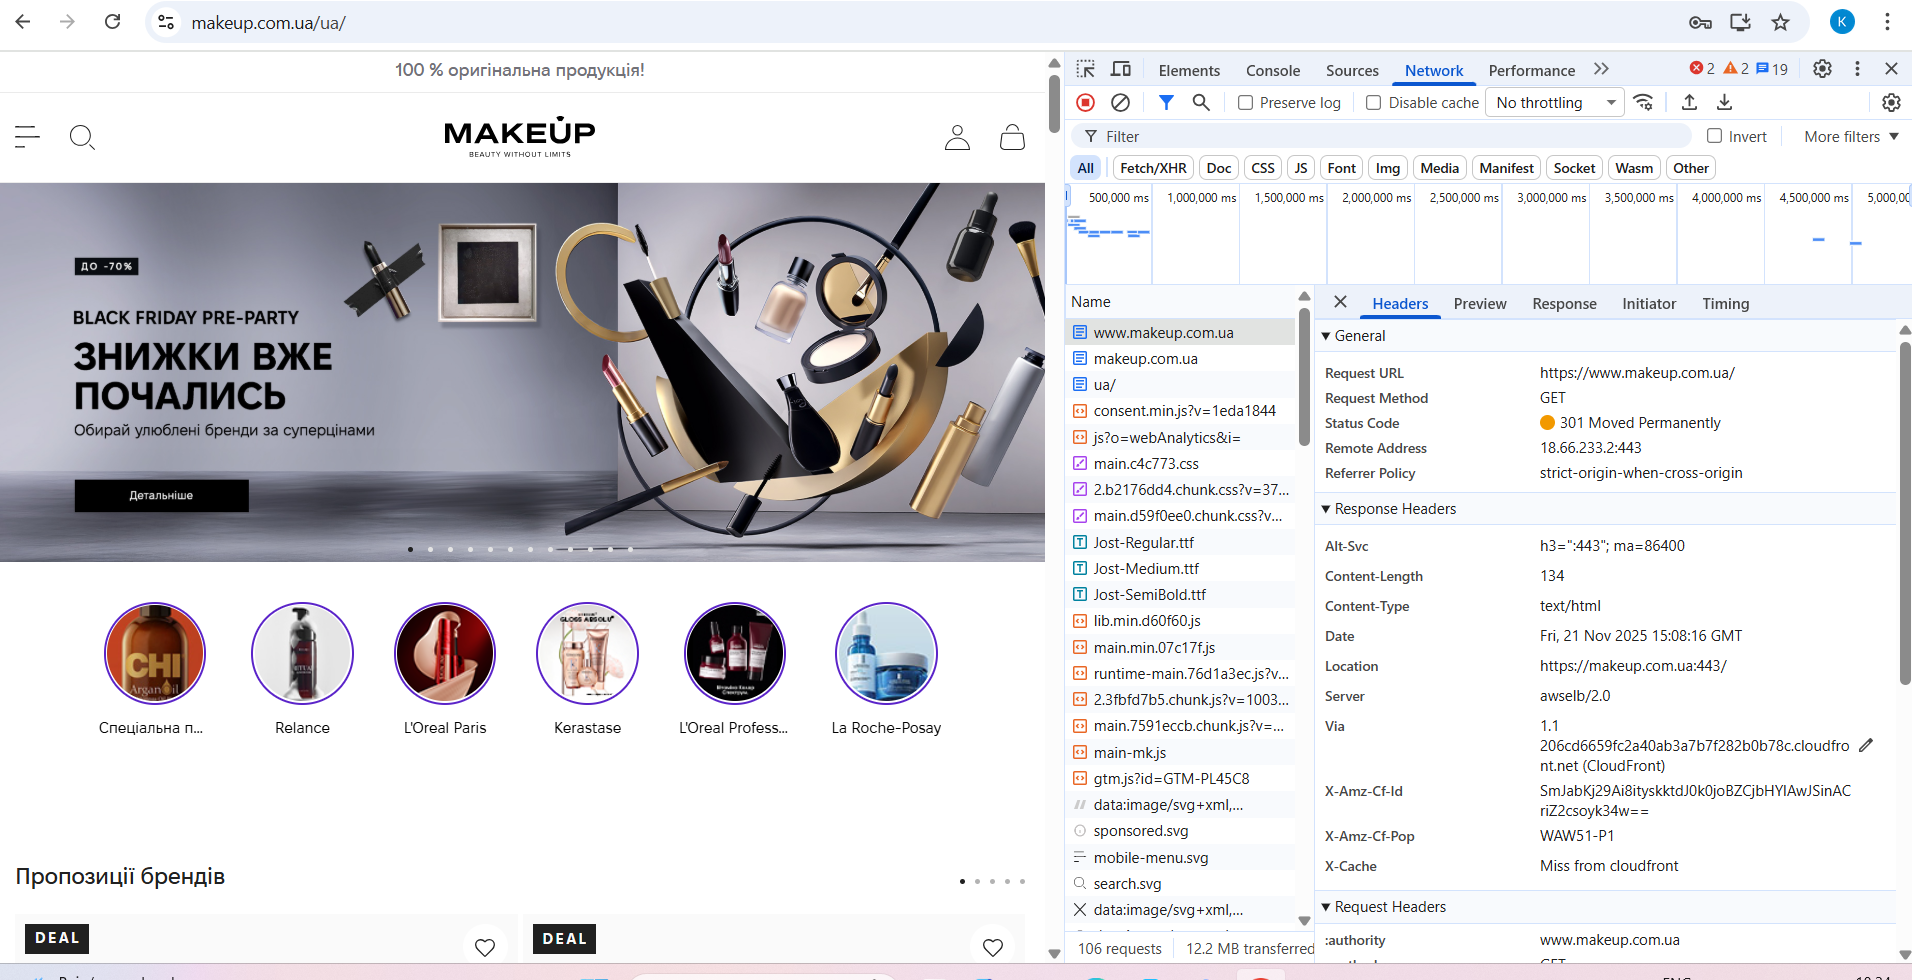 makeup.com.ua/ua/
K
100 % оригінальна продукція!
MAKEUP
BEAUTY WITHOUT LIMITS
ДО -70%
BLACK FRIDAY PRE-PARTY
ЗНИЖКИ ВЖЕ
ПОЧАЛИСЬ
Обирай улюблені бренди за суперцінами
Детальніше
CHI
Argan Oil
GLOSS ABSOLU
Спеціальна п...
Relance
L'Oreal Paris
Kerastase
L'Oreal Profess...
La Roche-Posay
Пропозиції брендів
DEAL
DEAL
Elements Console Sources Network Performance 2 2 19
Preserve log Disable cache No throttling
Filter Invert More filters
All Fetch/XHR Doc CSS JS Font Img Media Manifest Socket Wasm Other
500,000 ms 1,000,000 ms 1,500,000 ms 2,000,000 ms 2,500,000 ms 3,000,000 ms 3,500,000 ms 4,000,000 ms 4,500,000 ms 5,000,0
Name
www.makeup.com.ua
makeup.com.ua
ua/
consent.min.js?v=1eda1844
js?o=webAnalytics&i=
main.c4c773.css
2.b2176dd4.chunk.css?v=37...
main.d59f0ee0.chunk.css?v...
Jost-Regular.ttf
Jost-Medium.ttf
Jost-SemiBold.ttf
lib.min.d60f60.js
main.min.07c17f.js
runtime-main.76d1a3ec.js?v...
2.3fbfd7b5.chunk.js?v=1003...
main.7591eccb.chunk.js?v=...
main-mk.js
gtm.js?id=GTM-PL45C8
data:image/svg+xml,...
sponsored.svg
mobile-menu.svg
search.svg
data:image/svg+xml,...
106 requests 12.2 MB transferred
Headers Preview Response Initiator Timing
General
Request URL https://www.makeup.com.ua/
Request Method GET
Status Code 301 Moved Permanently
Remote Address 18.66.233.2:443
Referrer Policy strict-origin-when-cross-origin
Response Headers
Alt-Svc h3=":443"; ma=86400
Content-Length 134
Content-Type text/html
Date Fri, 21 Nov 2025 15:08:16 GMT
Location https://makeup.com.ua:443/
Server awselb/2.0
Via 1.1
206cd6659fc2a40ab3a7b7f282b0b78c.cloudfro
nt.net (CloudFront)
X-Amz-Cf-Id SmJabKj29Ai8ityskktdJ0k0joBZCjbHYIAwJSinAC
riZ2csoyk34w==
X-Amz-Cf-Pop WAW51-P1
X-Cache Miss from cloudfront
Request Headers
:authority www.makeup.com.ua